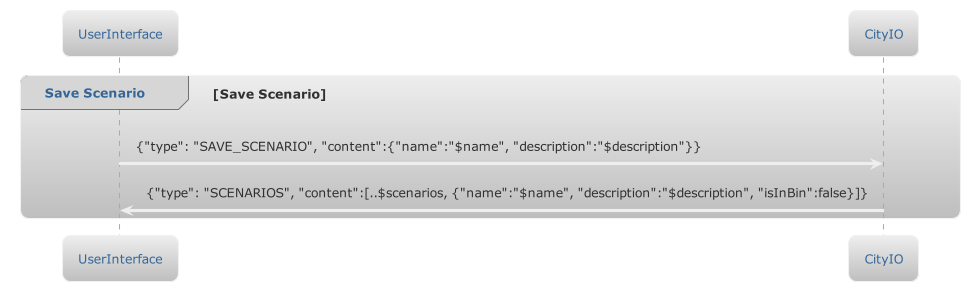 UserInterface
CityIO
Save Scenario
[Save Scenario]
{"type": "SAVE_SCENARIO", "content":{"name":"$name", "description":"$description"}}
{"type": "SCENARIOS", "content":[..$scenarios, {"name":"$name", "description":"$description", "isInBin":false}]}
UserInterface
CityIO